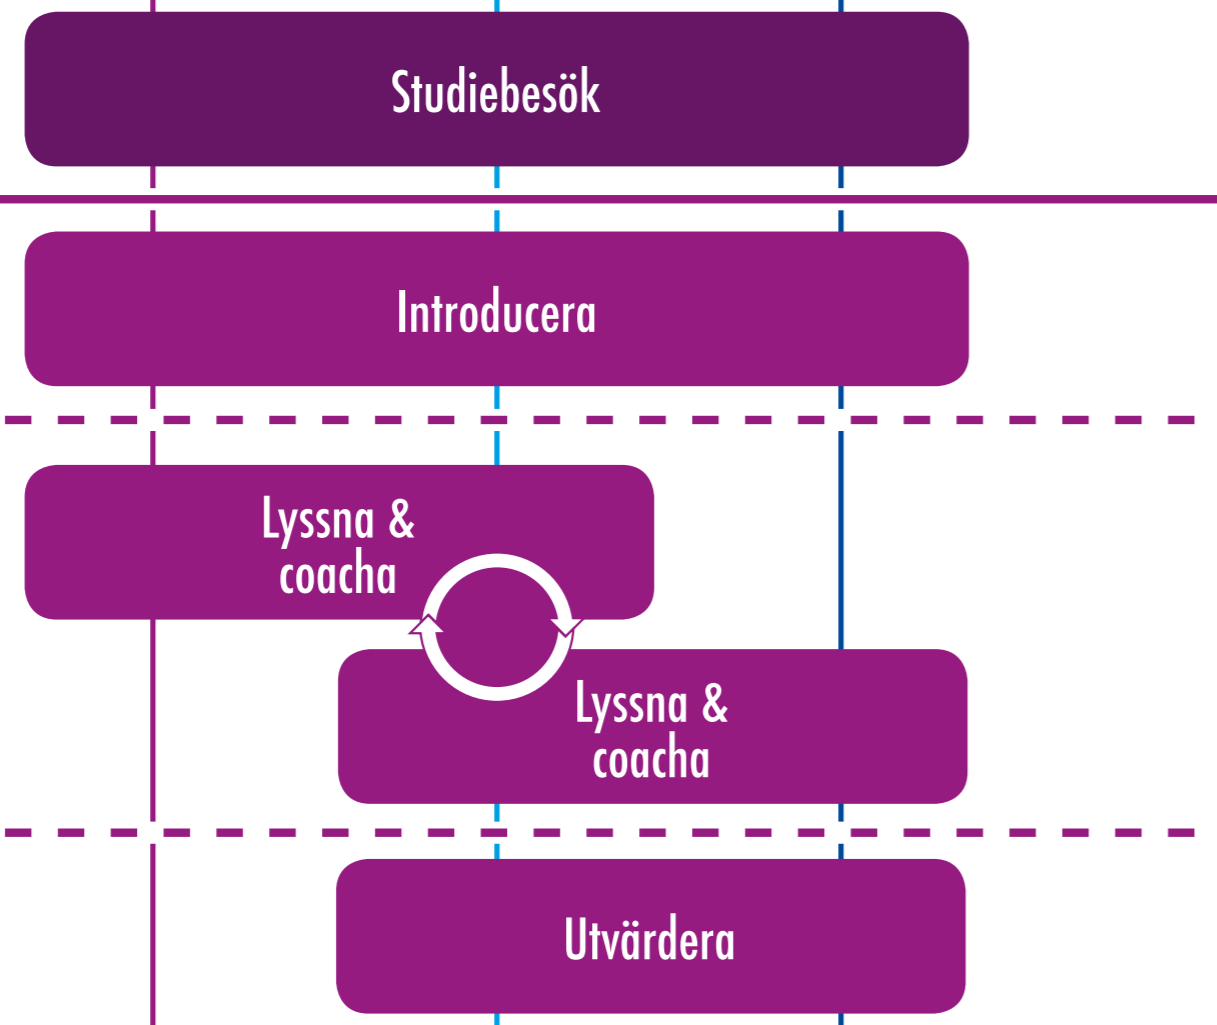 Studiebesök
Introducera
Lyssna &
coacha
Lyssna &
coacha
Utvärdera